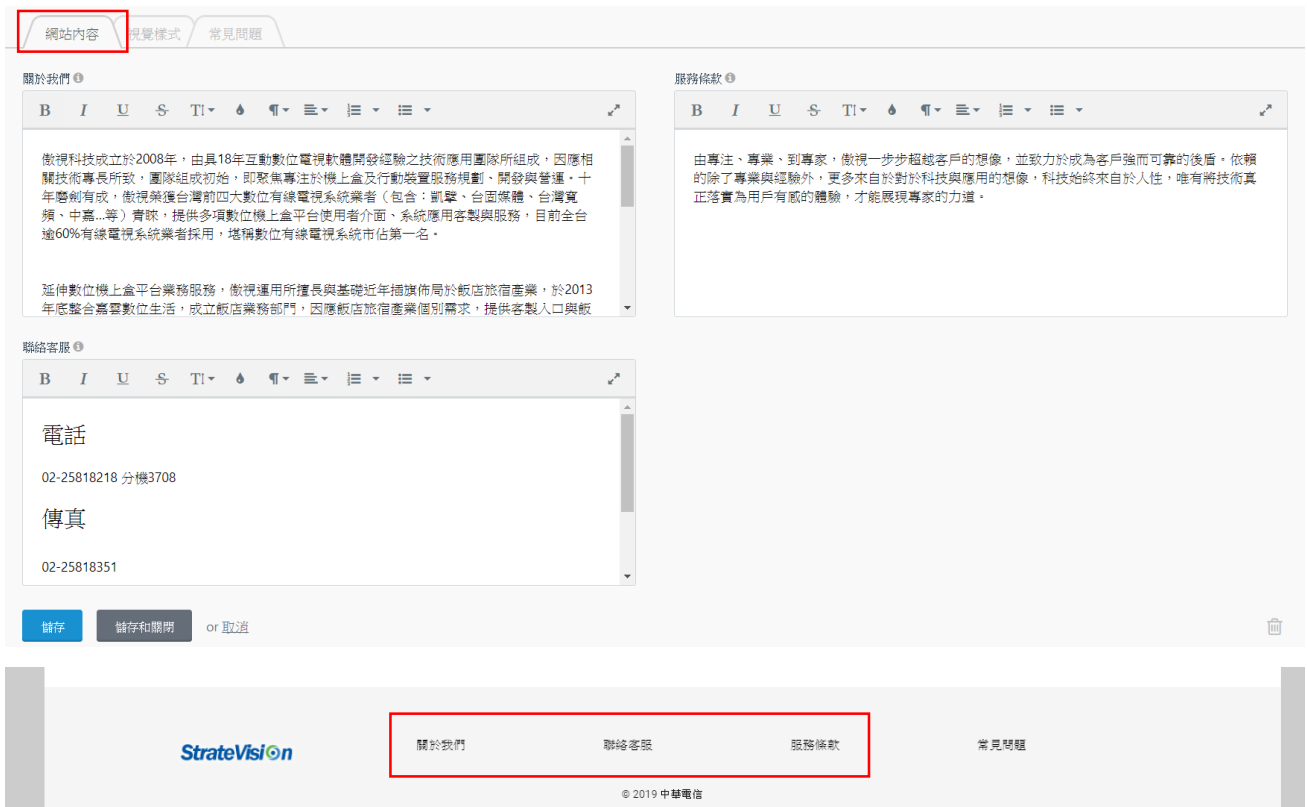 網站内容
視覺樣式
常見問題
關於我們
服務條款
B I U S TI
B I U S TI
傲視科技成立於2008年，由具18年互動數位電視軟體開發經驗之技術應用團隊所組成，因應相
關技術專長所致，團隊組成初始，即聚焦專注於機上盒及行動裝置服務規劃、開發與營運。十
年磨劍有成，傲視榮獲台灣前四大數位有線電視系統業者（包含：凱擘、台固媒體、台灣寬
頻、中嘉...等）青睞，提供多項數位機上盒平台使用者介面、系統應用客製與服務，目前全台
逾60%有線電視系統業者採用，堪稱數位有線電視系統市佔第一名。
延伸數位機上盒平台業務服務，傲視運用所擅長與基礎近年插旗佈局於飯店旅宿產業，於2013
年底整合嘉雲數位生活，成立飯店業務部門，因應飯店旅宿產業個別需求，提供客製入口與飯
由專注、專業、到專家，傲視一步步超越客戶的想像，並致力於成為客戶強而可靠的後盾。依賴
的除了專業與經驗外，更多來自於對於科技與應用的想像，科技始終來自於人性，唯有將技術真
正落實為用戶有感的體驗，才能展現專家的力道。
聯絡客服
B I U S TI
電話
02-25818218 分機3708
傳真
02-25818351
儲存
儲存和關閉
or 取消
StrateVision
關於我們
聯絡客服
服務條款
常見問題
© 2019 中華電信